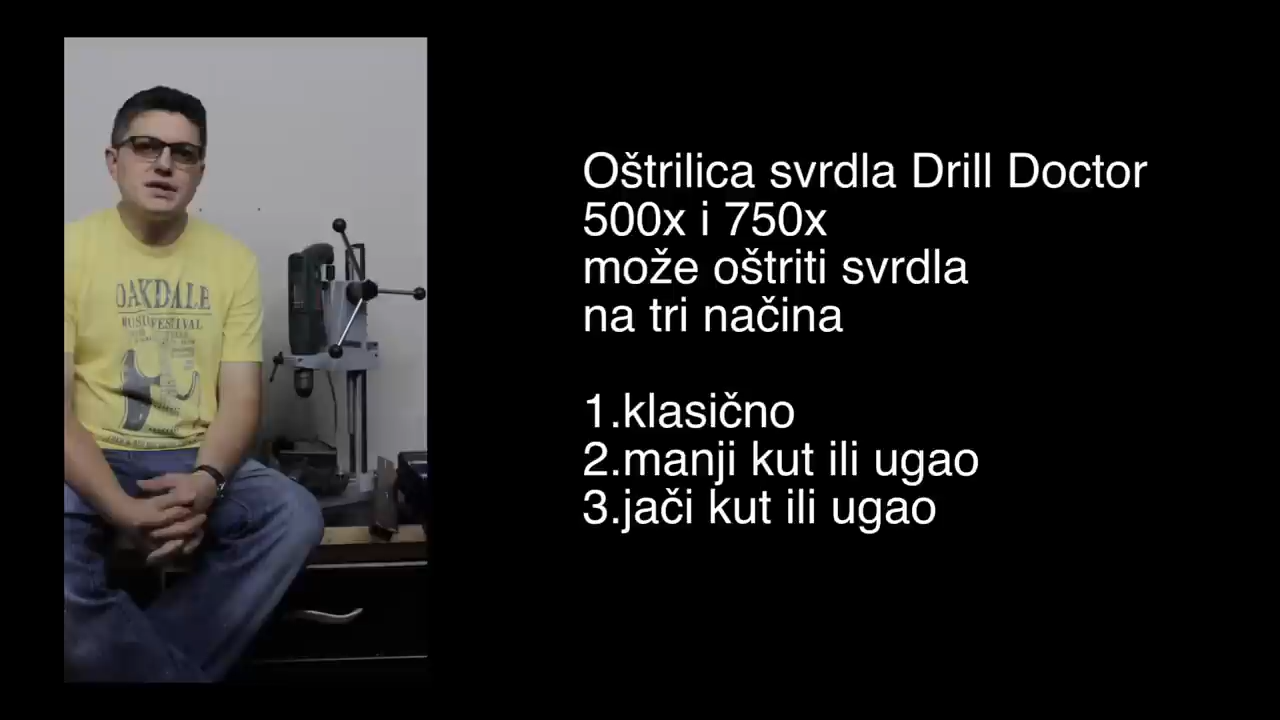 OAKDALE
Oštrilica svrdla Drill Doctor
500x i 750x
može oštriti svrdla
na tri načina
1.klasično
2.manji kut ili ugao
3.jači kut ili ugao